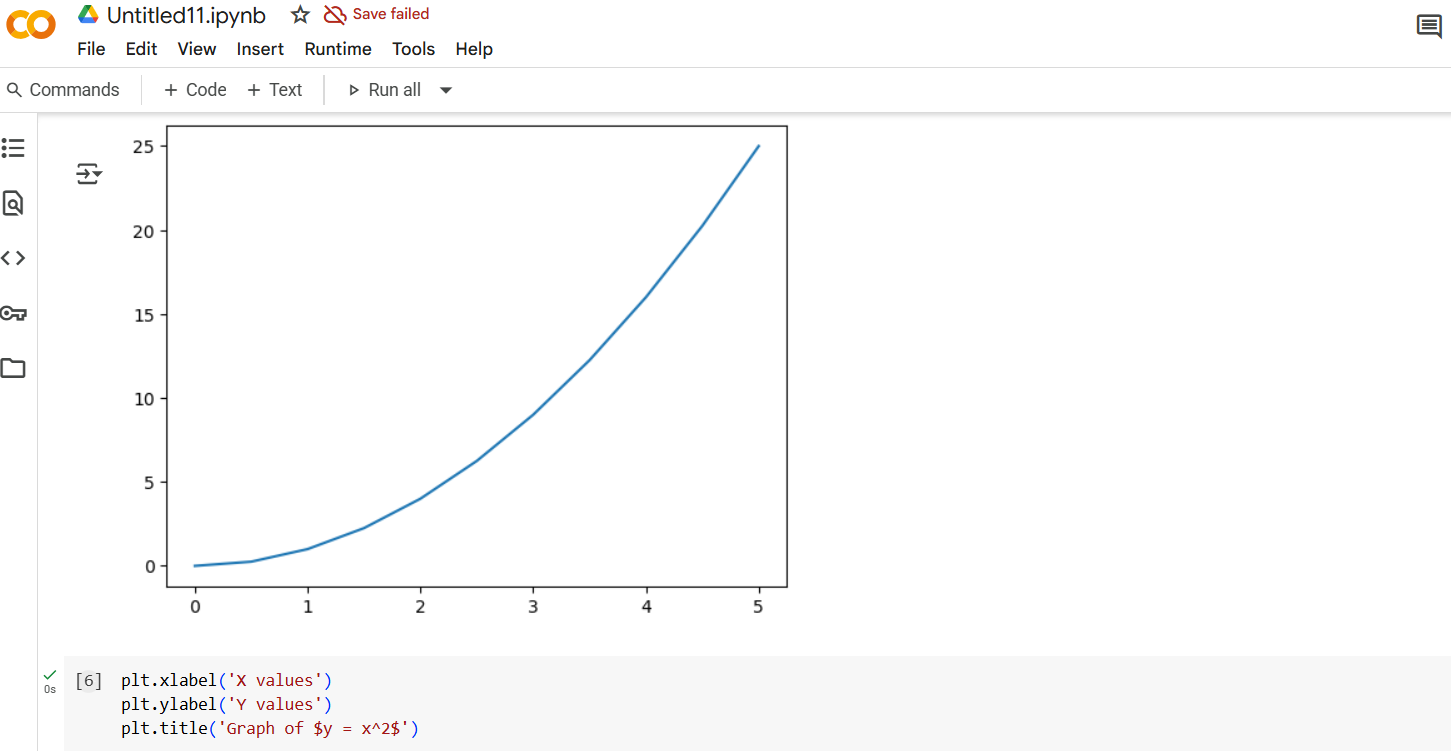 Untitled11.ipynb Save failed
File Edit View Insert Runtime Tools Help
Commands + Code + Text Run all
25
20
15
10
5
0
0 1 2 3 4 5
[6] plt.xlabel('X values')
0s plt.ylabel('Y values')
plt.title('Graph of $y = x^2$')